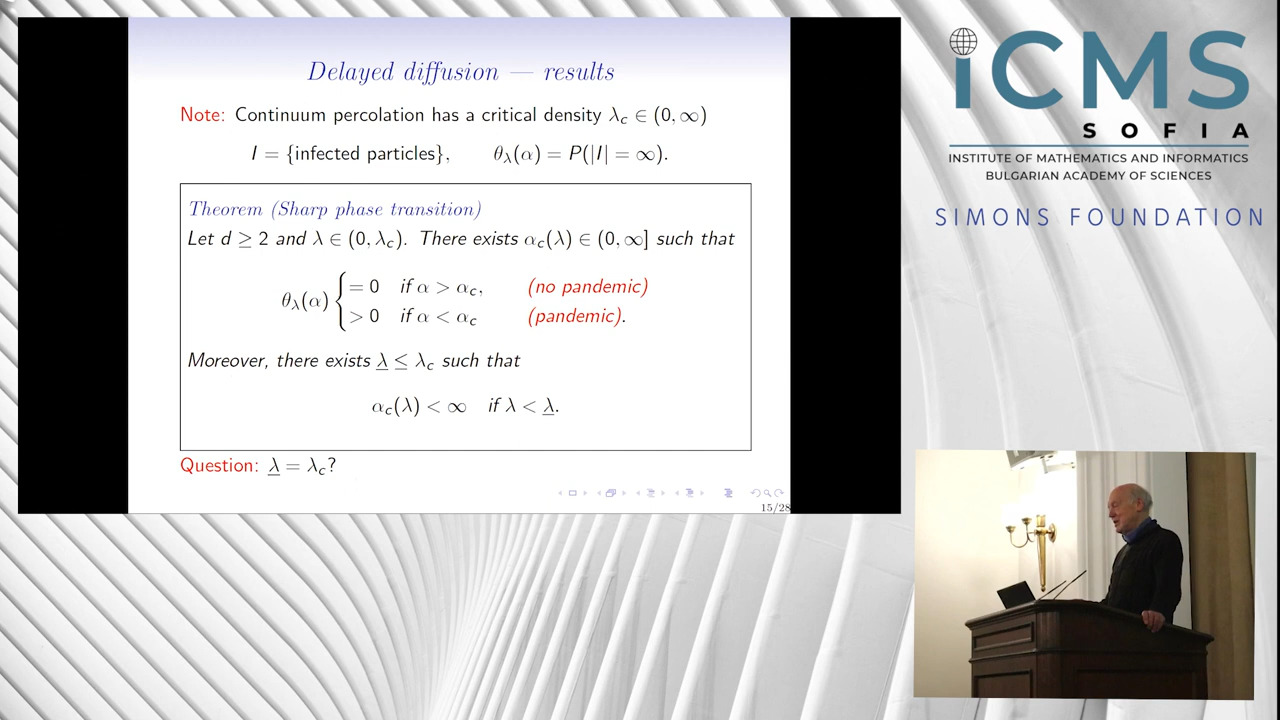 Delayed diffusion — results
Note: Continuum percolation has a critical density λ_c ∈ (0, ∞)
I = {infected particles}, θ_λ(α) = P(|I| = ∞).
Theorem (Sharp phase transition)
Let d ≥ 2 and λ ∈ (0, λ_c). There exists α_c(λ) ∈ (0, ∞] such that
θ_λ(α) { = 0 if α > α_c, (no pandemic)
> 0 if α < α_c (pandemic).
Moreover, there exists λ̲ ≤ λ_c such that
α_c(λ) < ∞ if λ < λ̲.
Question: λ̲ = λ_c?
15/28
iCMS
SOFIA
INSTITUTE OF MATHEMATICS AND INFORMATICS
BULGARIAN ACADEMY OF SCIENCES
SIMONS FOUNDATION